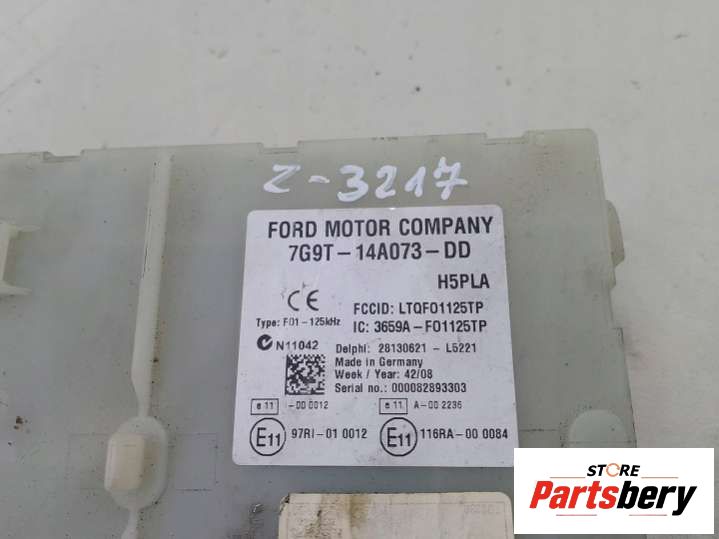 Z-3217
FORD MOTOR COMPANY
7G9T-14A073-DD
H5PLA
CE
FCCID: LTQFO1125TP
Type: F01-125kHz
IC: 3659A-FO1125TP
N11042
Delphi: 28130621 - L5221
Made in Germany
Week / Year: 42/08
Serial no.: 000082893303
e 11 -00 0012
e 11 A-00 2236
E11 97RI-01 0012
E11 116RA-00 0084
STORE
Partsbery